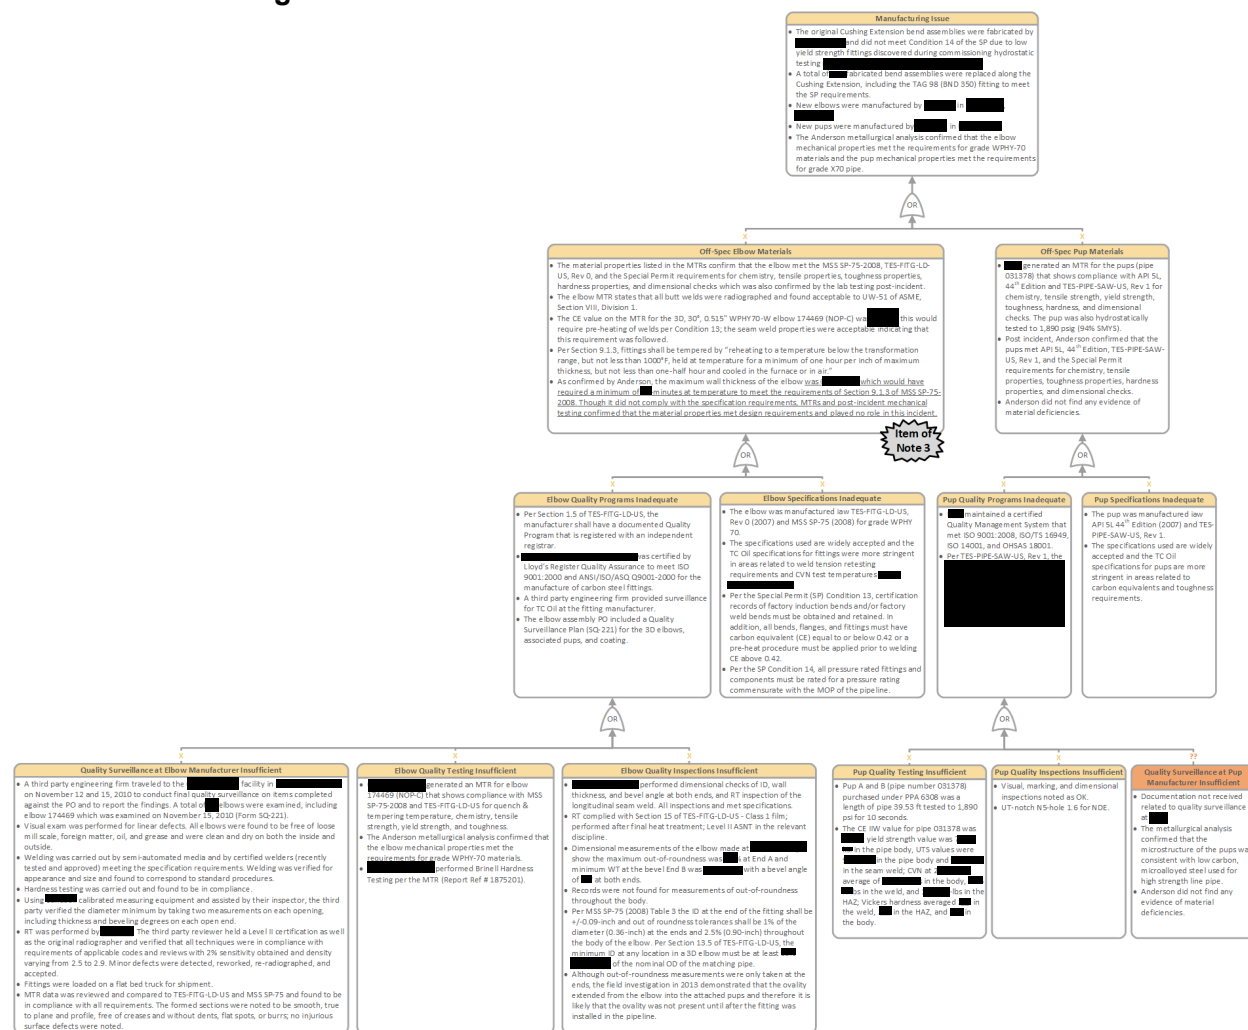 Manufacturing Issue
• The original Cushing Extension bend assemblies were fabricated by
and did not meet Condition 14 of the SP due to low
yield strength fittings discovered during commissioning hydrostatic
testing
• A total of fabricated bend assemblies were replaced along the
Cushing Extension, including the TAG 98 (BND 350) fitting to meet
the SP requirements.
• New elbows were manufactured by in
• New pups were manufactured by in
• The Anderson metallurgical analysis confirmed that the elbow
mechanical properties met the requirements for grade WPHY-70
materials and the pup mechanical properties met the requirements
for grade X70 pipe.
OR
X
X
Off-Spec Elbow Materials
• The material properties listed in the MTRs confirm that the elbow met the MSS SP-75-2008, TES-FITG-LD-
US, Rev 0, and the Special Permit requirements for chemistry, tensile properties, toughness properties,
hardness properties, and dimensional checks which was also confirmed by the lab testing post-incident.
• The elbow MTR states that all butt welds were radiographed and found acceptable to UW-51 of ASME,
Section VIII, Division 1.
• The CE value on the MTR for the 3D, 30°, 0.515" WPHY70-W elbow 174469 (NOP-C) was this would
require pre-heating of welds per Condition 13; the seam weld properties were acceptable indicating that
this requirement was followed.
• Per Section 9.1.3, fittings shall be tempered by "reheating to a temperature below the transformation
range, but not less than 1000°F, held at temperature for a minimum of one hour per inch of maximum
thickness, but not less than one-half hour and cooled in the furnace or in air."
• As confirmed by Anderson, the maximum wall thickness of the elbow was which would have
required a minimum of minutes at temperature to meet the requirements of Section 9.1.3 of MSS SP-75-
2008. Though it did not comply with the specification requirements, MTRs and post-incident mechanical
testing confirmed that the material properties met design requirements and played no role in this incident.
Item of
Note 3
Off-Spec Pup Materials
• generated an MTR for the pups (pipe
031378) that shows compliance with API 5L,
44th Edition and TES-PIPE-SAW-US, Rev 1 for
chemistry, tensile strength, yield strength,
toughness, hardness, and dimensional
checks. The pup was also hydrostatically
tested to 1,890 psig (94% SMYS).
• Post incident, Anderson confirmed that the
pups met API 5L, 44th Edition, TES-PIPE-SAW-
US, Rev 1, and the Special Permit
requirements for chemistry, tensile
properties, toughness properties, hardness
properties, and dimensional checks.
• Anderson did not find any evidence of
material deficiencies.
OR
OR
X
X
X
X
Elbow Quality Programs Inadequate
• Per Section 1.5 of TES-FITG-LD-US, the
manufacturer shall have a documented Quality
Program that is registered with an independent
registrar.
• was certified by
Lloyd's Register Quality Assurance to meet ISO
9001:2000 and ANSI/ISO/ASQ Q9001-2000 for the
manufacture of carbon steel fittings.
• A third party engineering firm provided surveillance
for TC Oil at the fitting manufacturer.
• The elbow assembly PO included a Quality
Surveillance Plan (SQ-221) for the 3D elbows,
associated pups, and coating.
Elbow Specifications Inadequate
• The elbow was manufactured iaw TES-FITG-LD-US,
Rev 0 (2007) and MSS SP-75 (2008) for grade WPHY
70.
• The specifications used are widely accepted and the
TC Oil specifications for fittings were more stringent
in areas related to weld tension retesting
requirements and CVN test temperatures
• Per the Special Permit (SP) Condition 13, certification
records of factory induction bends and/or factory
weld bends must be obtained and retained. In
addition, all bends, flanges, and fittings must have
carbon equivalent (CE) equal to or below 0.42 or a
pre-heat procedure must be applied prior to welding
CE above 0.42.
• Per the SP Condition 14, all pressure rated fittings and
components must be rated for a pressure rating
commensurate with the MOP of the pipeline.
Pup Quality Programs Inadequate
• maintained a certified
Quality Management System that
met ISO 9001:2008, ISO/TS 16949,
ISO 14001, and OHSAS 18001.
• Per TES-PIPE-SAW-US, Rev 1, the
Pup Specifications Inadequate
• The pup was manufactured iaw
API 5L 44th Edition (2007) and TES-
PIPE-SAW-US, Rev 1.
• The specifications used are widely
accepted and the TC Oil
specifications for pups are more
stringent in areas related to
carbon equivalents and toughness
requirements.
OR
OR
X
X
X
X
X
??
Quality Surveillance at Elbow Manufacturer Insufficient
• A third party engineering firm traveled to the facility in
on November 12 and 15, 2010 to conduct final quality surveillance on items completed
against the PO and to report the findings. A total of elbows were examined, including
elbow 174469 which was examined on November 15, 2010 (Form SQ-221).
• Visual exam was performed for linear defects. All elbows were found to be free of loose
mill scale, foreign matter, oil, and grease and were clean and dry on both the inside and
outside.
• Welding was carried out by semi-automated media and by certified welders (recently
tested and approved) meeting the specification requirements. Welding was verified for
appearance and size and found to correspond to standard procedures.
• Hardness testing was carried out and found to be in compliance.
• Using calibrated measuring equipment and assisted by their inspector, the third
party verified the diameter minimum by taking two measurements on each opening,
including thickness and beveling degrees on each open end.
• RT was performed by The third party reviewer held a Level II certification as well
as the original radiographer and verified that all techniques were in compliance with
requirements of applicable codes and reviews with 2% sensitivity obtained and density
varying from 2.5 to 2.9. Minor defects were detected, reworked, re-radiographed, and
accepted.
• Fittings were loaded on a flat bed truck for shipment.
• MTR data was reviewed and compared to TES-FITG-LD-US and MSS SP-75 and found to be
in compliance with all requirements. The formed sections were noted to be smooth, true
to plane and profile, free of creases and without dents, flat spots, or burrs; no injurious
surface defects were noted.
Elbow Quality Testing Insufficient
• generated an MTR for elbow
174469 (NOP-C) that shows compliance with MSS
SP-75-2008 and TES-FITG-LD-US for quench &
tempering temperature, chemistry, tensile
strength, yield strength, and toughness.
• The Anderson metallurgical analysis confirmed that
the elbow mechanical properties met the
requirements for grade WPHY-70 materials.
• performed Brinell Hardness
Testing per the MTR (Report Ref # 1875201).
Elbow Quality Inspections Insufficient
• performed dimensional checks of ID, wall
thickness, and bevel angle at both ends, and RT inspection of the
longitudinal seam weld. All inspections and met specifications.
• RT complied with Section 15 of TES-FITG-LD-US - Class 1 film;
performed after final heat treatment; Level II ASNT in the relevant
discipline.
• Dimensional measurements of the elbow made at
show the maximum out-of-roundness was at End A and
minimum WT at the bevel End B was with a bevel angle
of at both ends.
• Records were not found for measurements of out-of-roundness
throughout the body.
• Per MSS SP-75 (2008) Table 3 the ID at the end of the fitting shall be
+/-0.09-inch and out of roundness tolerances shall be 1% of the
diameter (0.36-inch) at the ends and 2.5% (0.90-inch) throughout
the body of the elbow. Per Section 13.5 of TES-FITG-LD-US, the
minimum ID at any location in a 3D elbow must be at least
of the nominal OD of the matching pipe.
• Although out-of-roundness measurements were only taken at the
ends, the field investigation in 2013 demonstrated that the ovality
extended from the elbow into the attached pups and therefore it is
likely that the ovality was not present until after the fitting was
installed in the pipeline.
Pup Quality Testing Insufficient
• Pup A and B (pipe number 031378)
purchased under PPA 6308 was a
length of pipe 39.53 ft tested to 1,890
psi for 10 seconds.
• The CE IIW value for pipe 031378 was
yield strength value was
in the pipe body, UTS values were
in the pipe body and
in the seam weld; CVN at
average of in the body,
lbs in the weld, and lbs in the
HAZ; Vickers hardness averaged in
the weld, in the HAZ, and in
the body.
Pup Quality Inspections Insufficient
• Visual, marking, and dimensional
inspections noted as OK.
• UT-notch N5-hole 1.6 for NDE.
Quality Surveillance at Pup
Manufacturer Insufficient
• Documentation not received
related to quality surveillance
at
• The metallurgical analysis
confirmed that the
microstructure of the pups wa
consistent with low carbon,
microalloyed steel used for
high strength line pipe.
• Anderson did not find any
evidence of material
deficiencies.